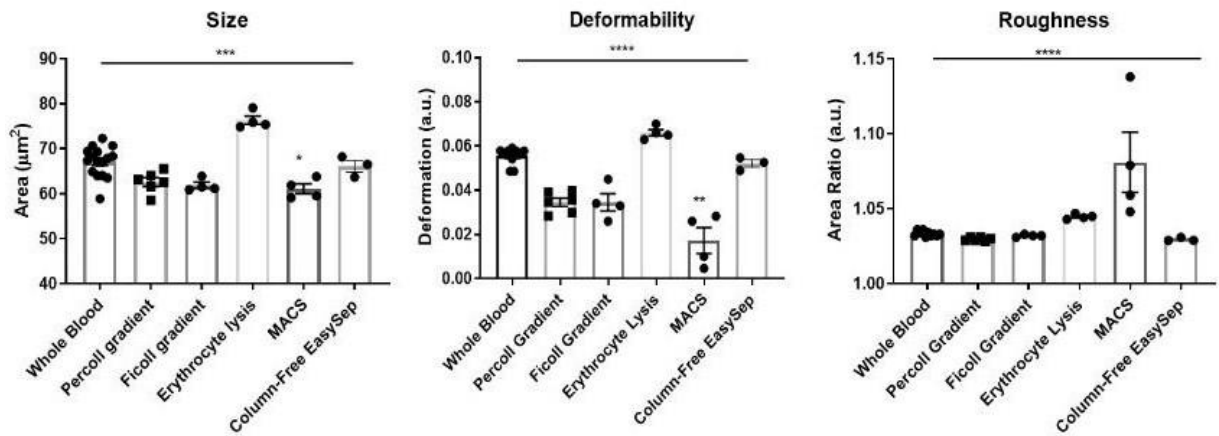 Size
***
Area (µm²)
90
80
70
60
50
40
*
Whole Blood
Percoll gradient
Ficoll gradient
Erythrocyte lysis
MACS
Column-Free EasySep
Deformability
****
Deformation (a.u.)
0.10
0.08
0.06
0.04
0.02
0.00
**
Whole Blood
Percoll Gradient
Ficoll Gradient
Erythrocyte Lysis
MACS
Column-Free EasySep
Roughness
****
Area Ratio (a.u.)
1.15
1.10
1.05
1.00
Whole Blood
Percoll Gradient
Ficoll Gradient
Erythrocyte Lysis
MACS
Column-Free EasySep